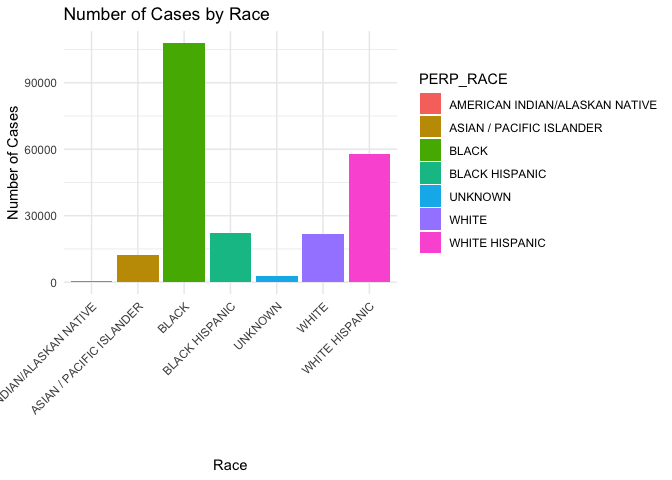 Number of Cases by Race
Number of Cases
90000
60000
30000
0
NDIAN/ALASKAN NATIVE
ASIAN / PACIFIC ISLANDER
BLACK
BLACK HISPANIC
UNKNOWN
WHITE
WHITE HISPANIC
Race
PERP_RACE
AMERICAN INDIAN/ALASKAN NATIVE
ASIAN / PACIFIC ISLANDER
BLACK
BLACK HISPANIC
UNKNOWN
WHITE
WHITE HISPANIC